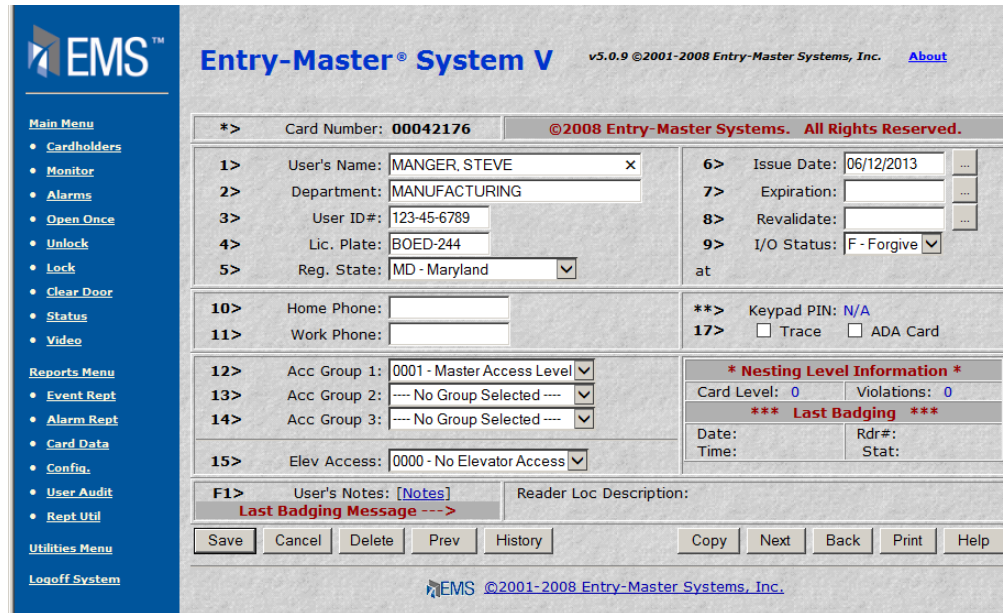 EMS™
Entry-Master® System V
v5.0.9 ©2001-2008 Entry-Master Systems, Inc.
About
Main Menu
• Cardholders
• Monitor
• Alarms
• Open Once
• Unlock
• Lock
• Clear Door
• Status
• Video
Reports Menu
• Event Rept
• Alarm Rept
• Card Data
• Config.
• User Audit
• Rept Util
Utilities Menu
Logoff System
*> Card Number: 00042176
©2008 Entry-Master Systems. All Rights Reserved.
1> User's Name: MANGER, STEVE ×
2> Department: MANUFACTURING
3> User ID#: 123-45-6789
4> Lic. Plate: BOED-244
5> Reg. State: MD - Maryland
6> Issue Date: 06/12/2013 ...
7> Expiration: ...
8> Revalidate: ...
9> I/O Status: F - Forgive
at
10> Home Phone:
11> Work Phone:
**> Keypad PIN: N/A
17> Trace ADA Card
12> Acc Group 1: 0001 - Master Access Level
13> Acc Group 2: ---- No Group Selected ----
14> Acc Group 3: ---- No Group Selected ----
15> Elev Access: 0000 - No Elevator Access
* Nesting Level Information *
Card Level: 0 Violations: 0
*** Last Badging ***
Date: Rdr#:
Time: Stat:
F1> User's Notes: [Notes]
Last Badging Message --->
Reader Loc Description:
Save Cancel Delete Prev History Copy Next Back Print Help
EMS ©2001-2008 Entry-Master Systems, Inc.